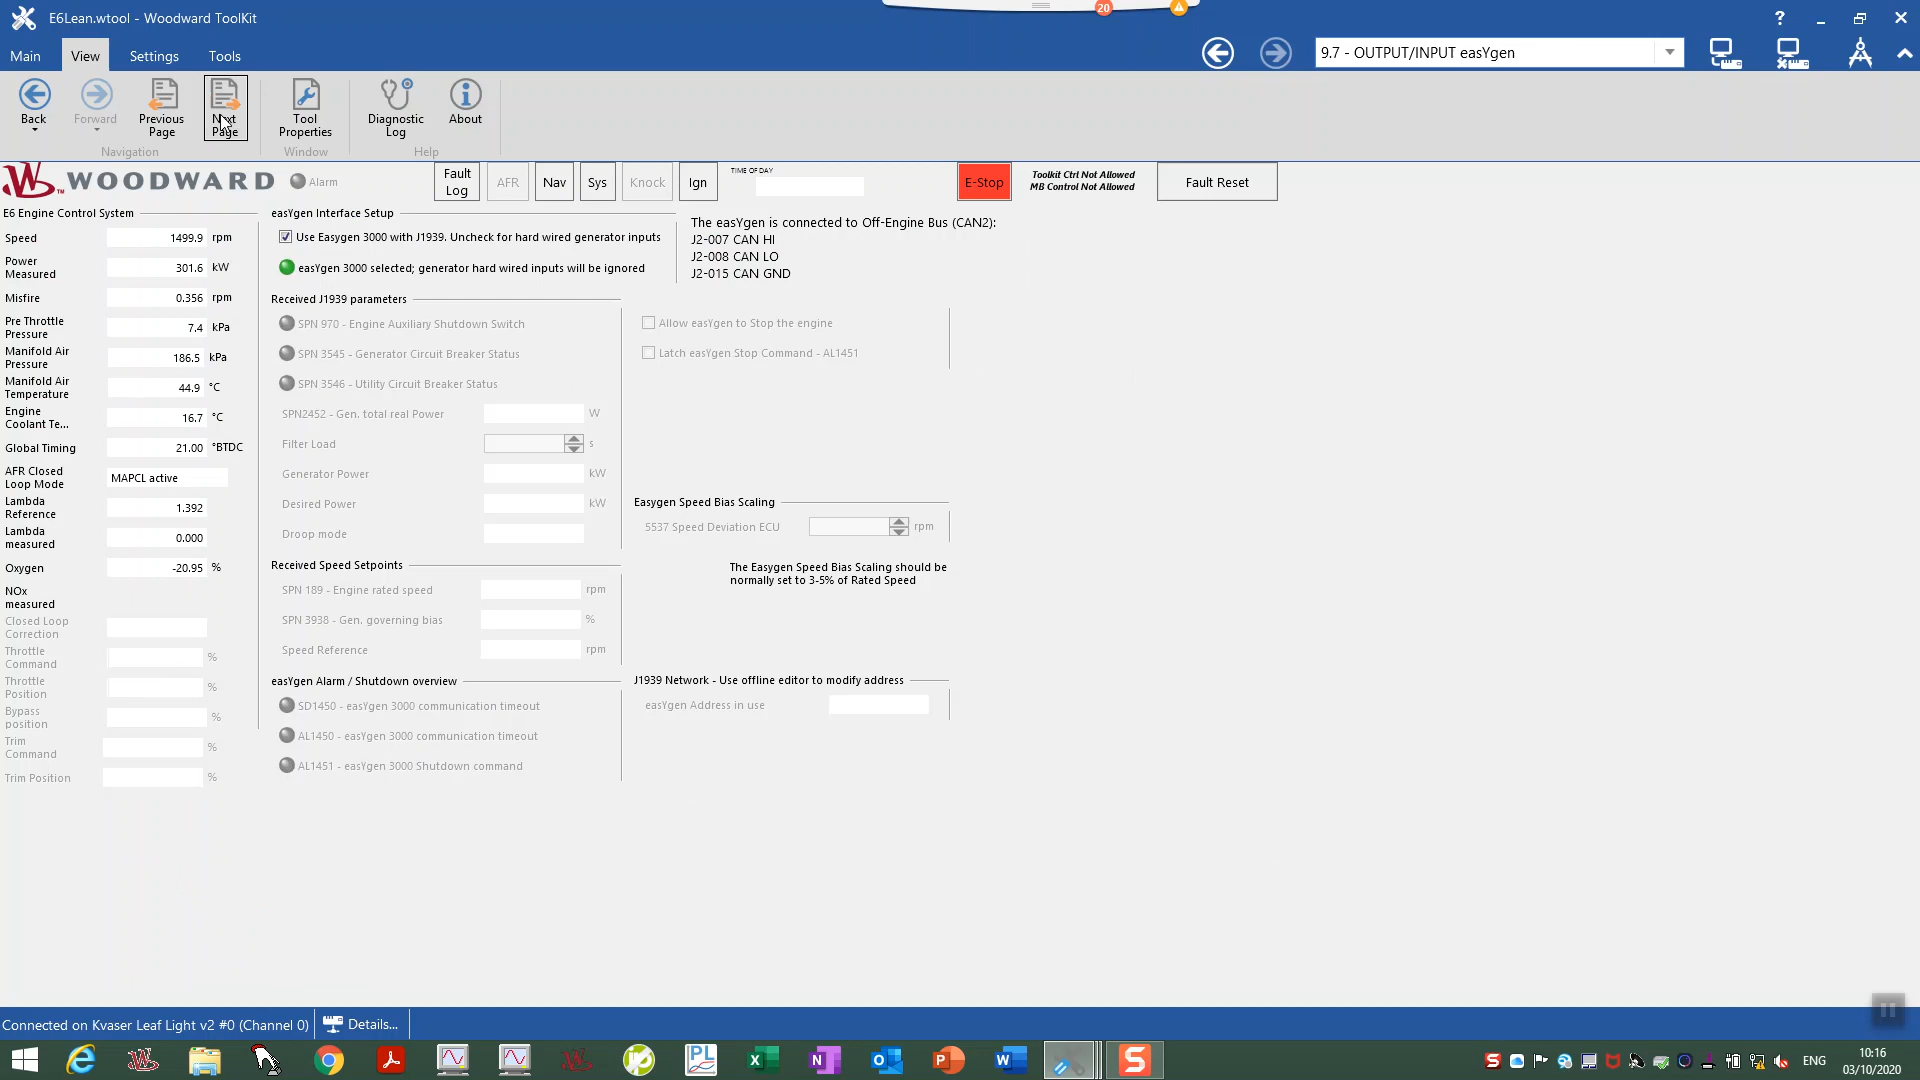 E6Lean.wtool - Woodward ToolKit
20
?
Main
View
Settings
Tools
9.7 - OUTPUT/INPUT easYgen
Back
Forward
Previous
Page
Next
Page
Tool
Properties
Diagnostic
Log
About
Navigation
Window
Help
WOODWARD
Alarm
Fault
Log
AFR
Nav
Sys
Knock
Ign
TIME OF DAY
E-Stop
Toolkit Ctrl Not Allowed
MB Control Not Allowed
Fault Reset
E6 Engine Control System
Speed 1499.9 rpm
Power
Measured 301.6 kW
Misfire 0.356 rpm
Pre Throttle
Pressure 7.4 kPa
Manifold Air
Pressure 186.5 kPa
Manifold Air
Temperature 44.9 °C
Engine
Coolant Te... 16.7 °C
Global Timing 21.00 °BTDC
AFR Closed
Loop Mode MAPCL active
Lambda
Reference 1.392
Lambda
measured 0.000
Oxygen -20.95 %
NOx
measured
Closed Loop
Correction
Throttle
Command %
Throttle
Position %
Bypass
position %
Trim
Command %
Trim Position %
easYgen Interface Setup
Use Easygen 3000 with J1939. Uncheck for hard wired generator inputs
easYgen 3000 selected; generator hard wired inputs will be ignored
The easYgen is connected to Off-Engine Bus (CAN2):
J2-007 CAN HI
J2-008 CAN LO
J2-015 CAN GND
Received J1939 parameters
SPN 970 - Engine Auxiliary Shutdown Switch
SPN 3545 - Generator Circuit Breaker Status
SPN 3546 - Utility Circuit Breaker Status
SPN2452 - Gen. total real Power W
Filter Load s
Generator Power kW
Desired Power kW
Droop mode
Allow easYgen to Stop the engine
Latch easYgen Stop Command - AL1451
Easygen Speed Bias Scaling
5537 Speed Deviation ECU rpm
The Easygen Speed Bias Scaling should be
normally set to 3-5% of Rated Speed
Received Speed Setpoints
SPN 189 - Engine rated speed rpm
SPN 3938 - Gen. governing bias %
Speed Reference rpm
easYgen Alarm / Shutdown overview
SD1450 - easYgen 3000 communication timeout
AL1450 - easYgen 3000 communication timeout
AL1451 - easYgen 3000 Shutdown command
J1939 Network - Use offline editor to modify address
easYgen Address in use
Connected on Kvaser Leaf Light v2 #0 (Channel 0)
Details...
ENG
10:16
03/10/2020